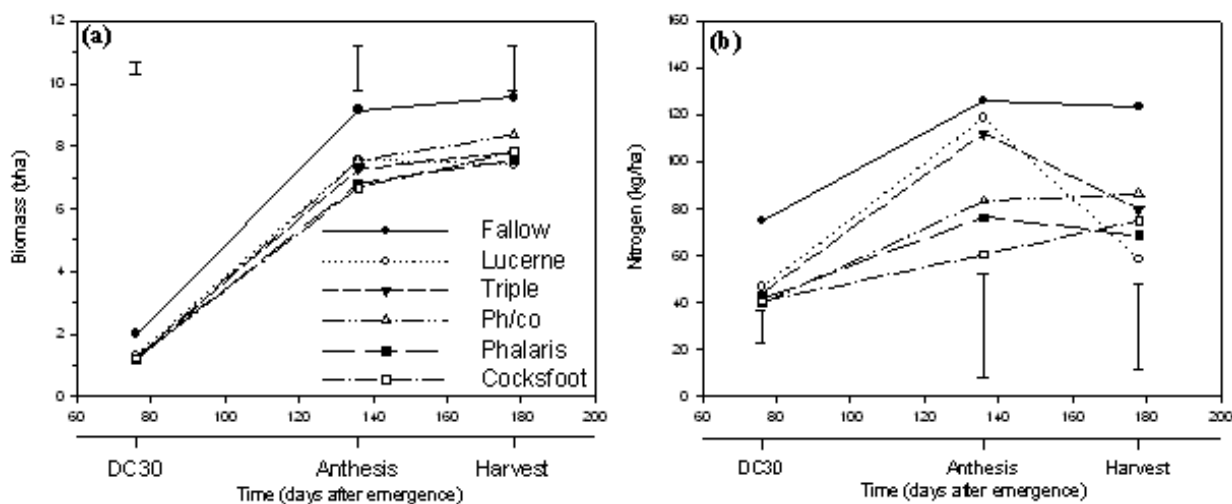 (a)
12
10
8
6
4
2
0
Biomass (t/ha)
Fallow
Lucerne
Triple
Ph/co
Phalaris
Cocksfoot
60 80 100 120 140 160 180 200
DC30 Anthesis Harvest
Time (days after emergence)
(b)
160
140
120
100
80
60
40
20
0
Nitrogen (kg/ha)
60 80 100 120 140 160 180 200
DC30 Anthesis Harvest
Time (days after emergence)